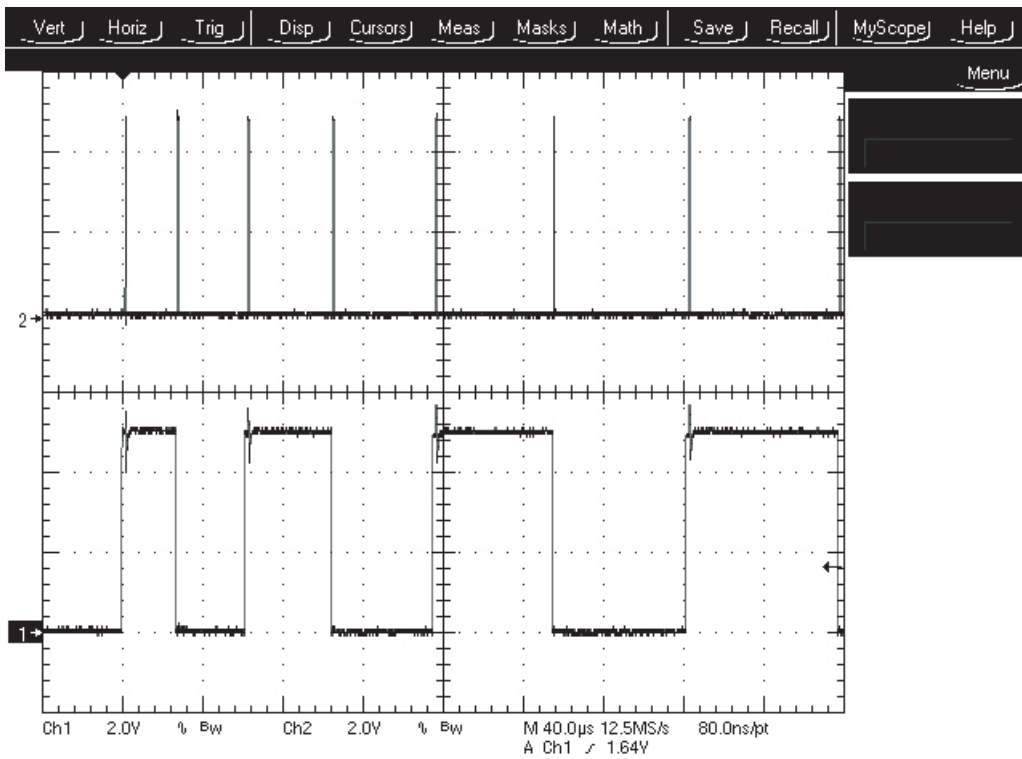 Vert Horiz Trig Disp Cursors Meas Masks Math Save Recall MyScope Help
Menu
2
1
Ch1 2.0V ∿ Bw Ch2 2.0V ∿ Bw M 40.0µs 12.5MS/s 80.0ns/pt
A Ch1 ∕ 1.64V